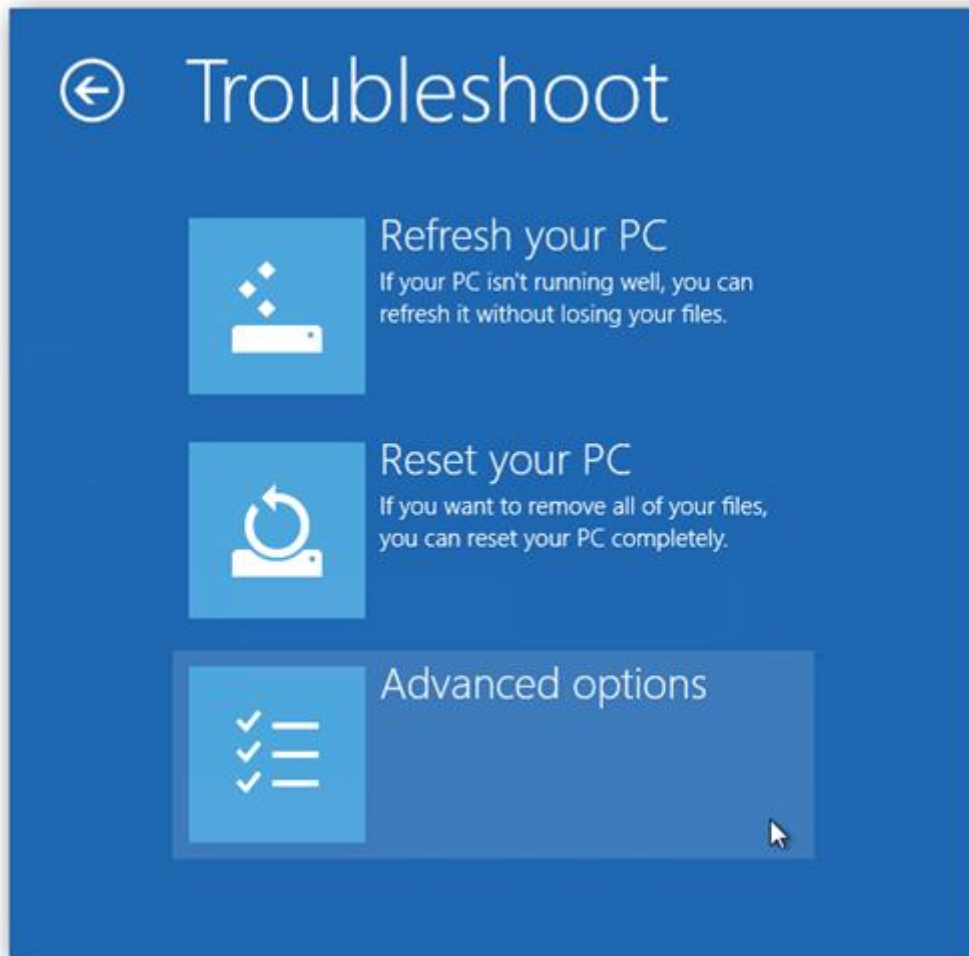 Troubleshoot
Refresh your PC
If your PC isn't running well, you can
refresh it without losing your files.
Reset your PC
If you want to remove all of your files,
you can reset your PC completely.
Advanced options